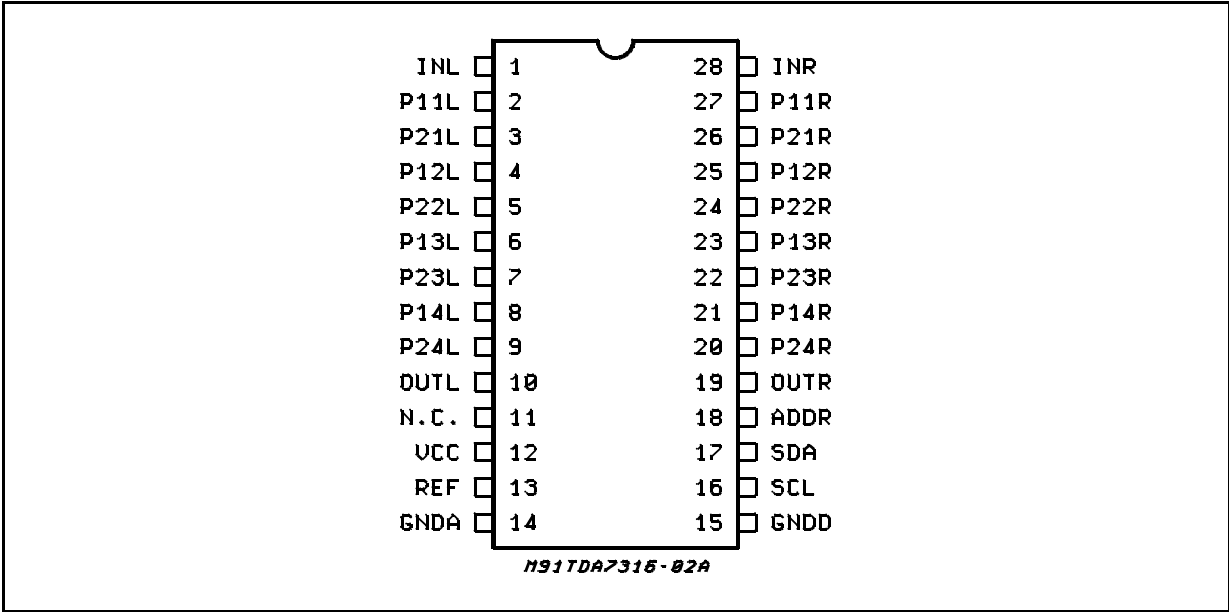 INL 1 28 INR
P11L 2 27 P11R
P21L 3 26 P21R
P12L 4 25 P12R
P22L 5 24 P22R
P13L 6 23 P13R
P23L 7 22 P23R
P14L 8 21 P14R
P24L 9 20 P24R
OUTL 10 19 OUTR
N.C. 11 18 ADDR
VCC 12 17 SDA
REF 13 16 SCL
GNDA 14 15 GNDD
M91TDA7316-02A